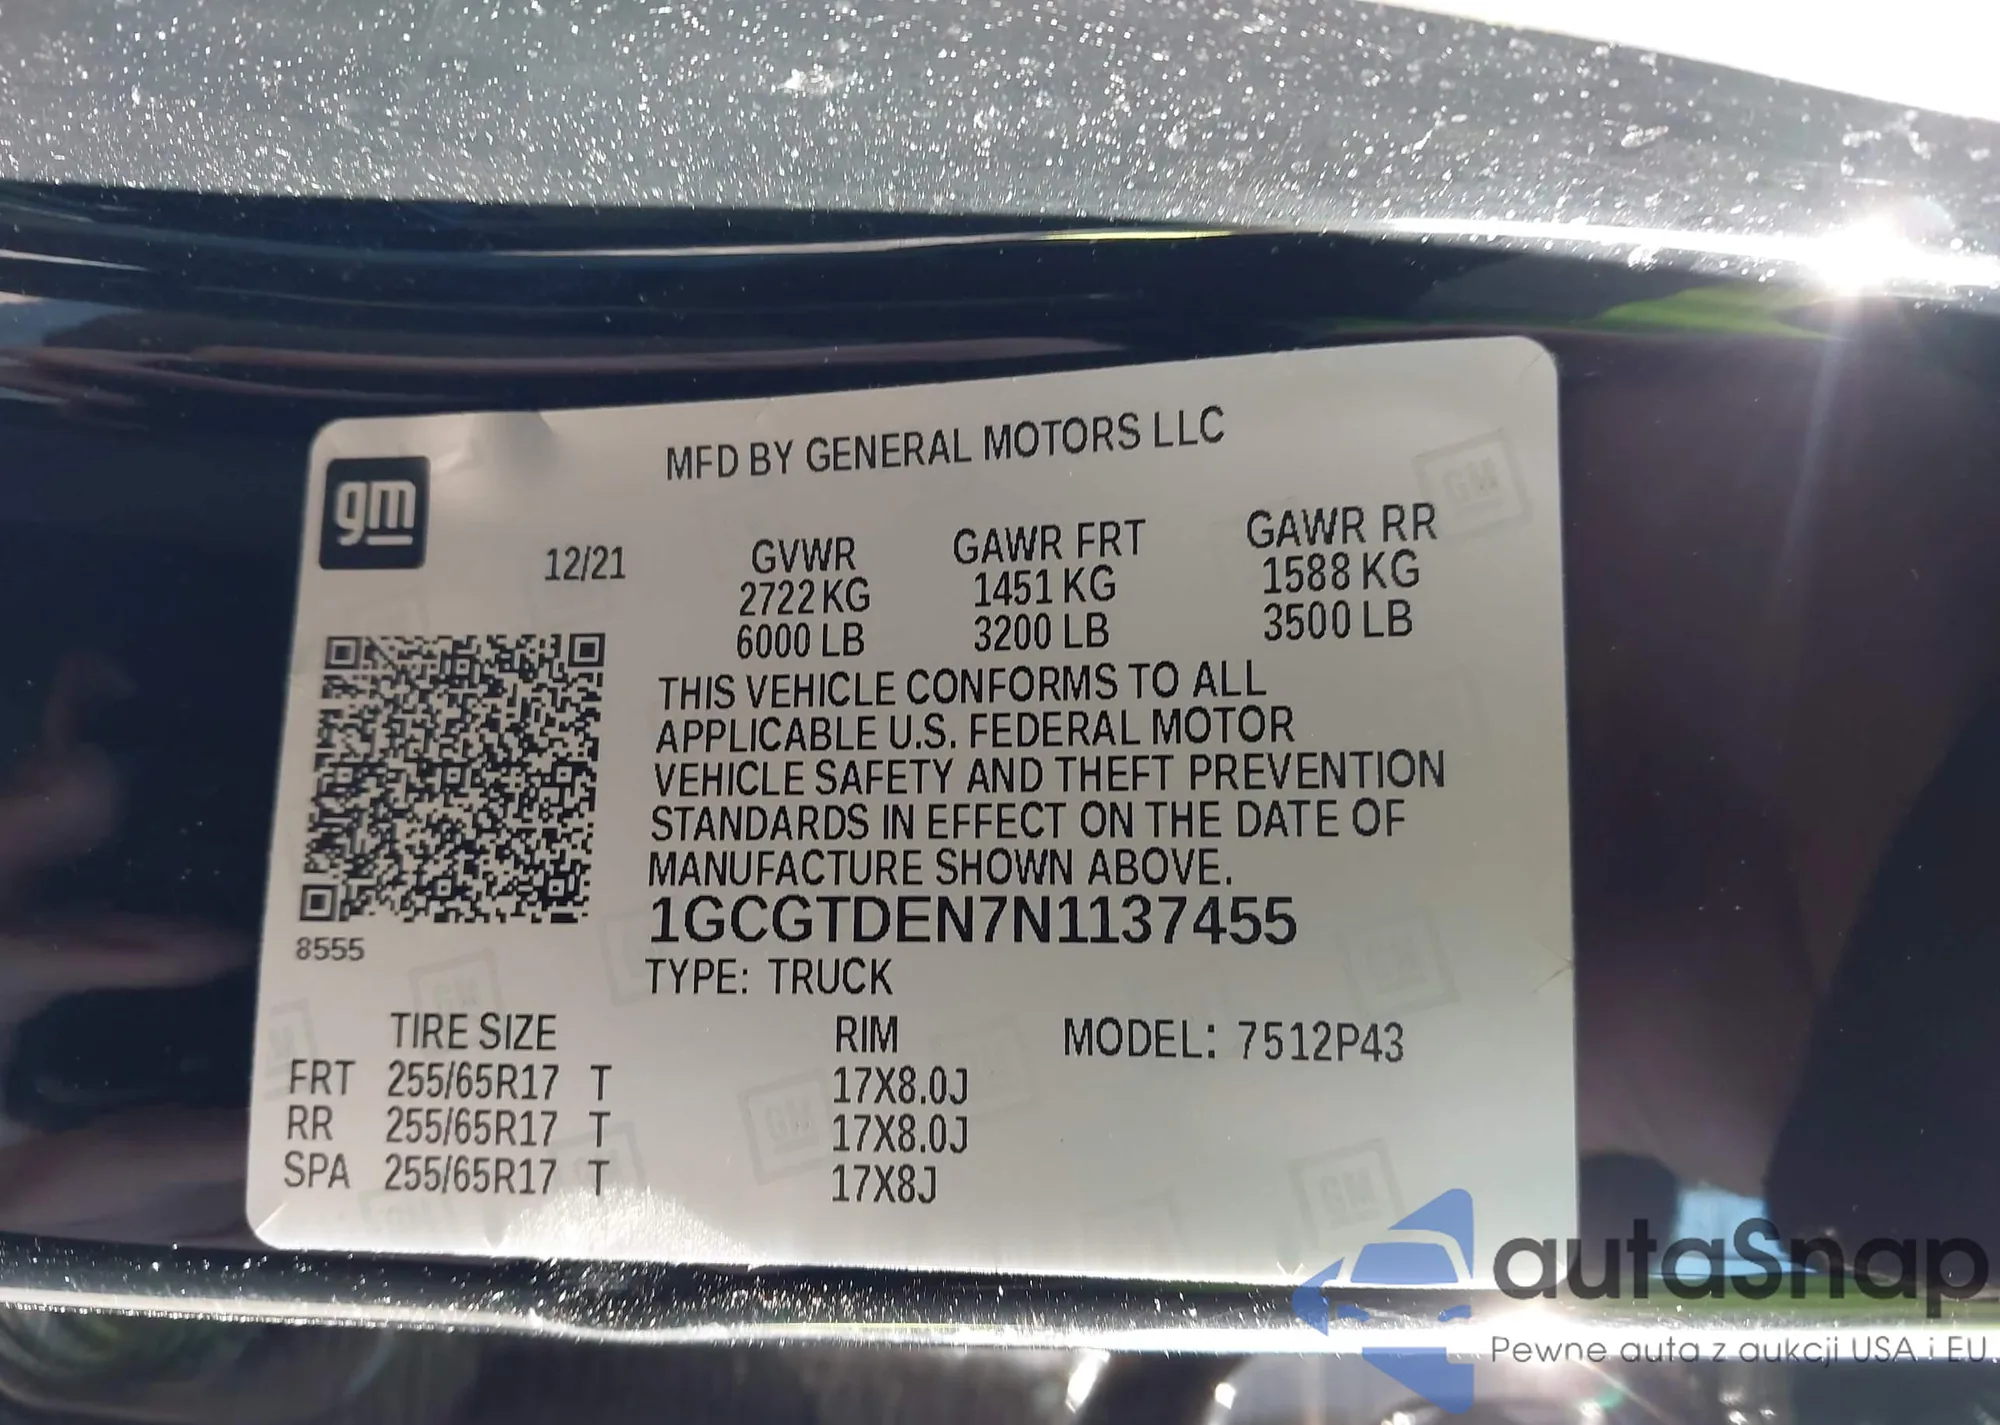 MFD BY GENERAL MOTORS LLC
gm
12/21
GVWR GAWR FRT GAWR RR
2722KG 1451 KG 1588 KG
6000 LB 3200 LB 3500 LB
THIS VEHICLE CONFORMS TO ALL
APPLICABLE U.S. FEDERAL MOTOR
VEHICLE SAFETY AND THEFT PREVENTION
STANDARDS IN EFFECT ON THE DATE OF
MANUFACTURE SHOWN ABOVE.
1GCGTDEN7N1137455
8555
TYPE: TRUCK
TIRE SIZE RIM MODEL: 7512P43
FRT 255/65R17 T 17X8.0J
RR 255/65R17 T 17X8.0J
SPA 255/65R17 T 17X8J
autaSnap
Pewne auta z aukcji USA i EU